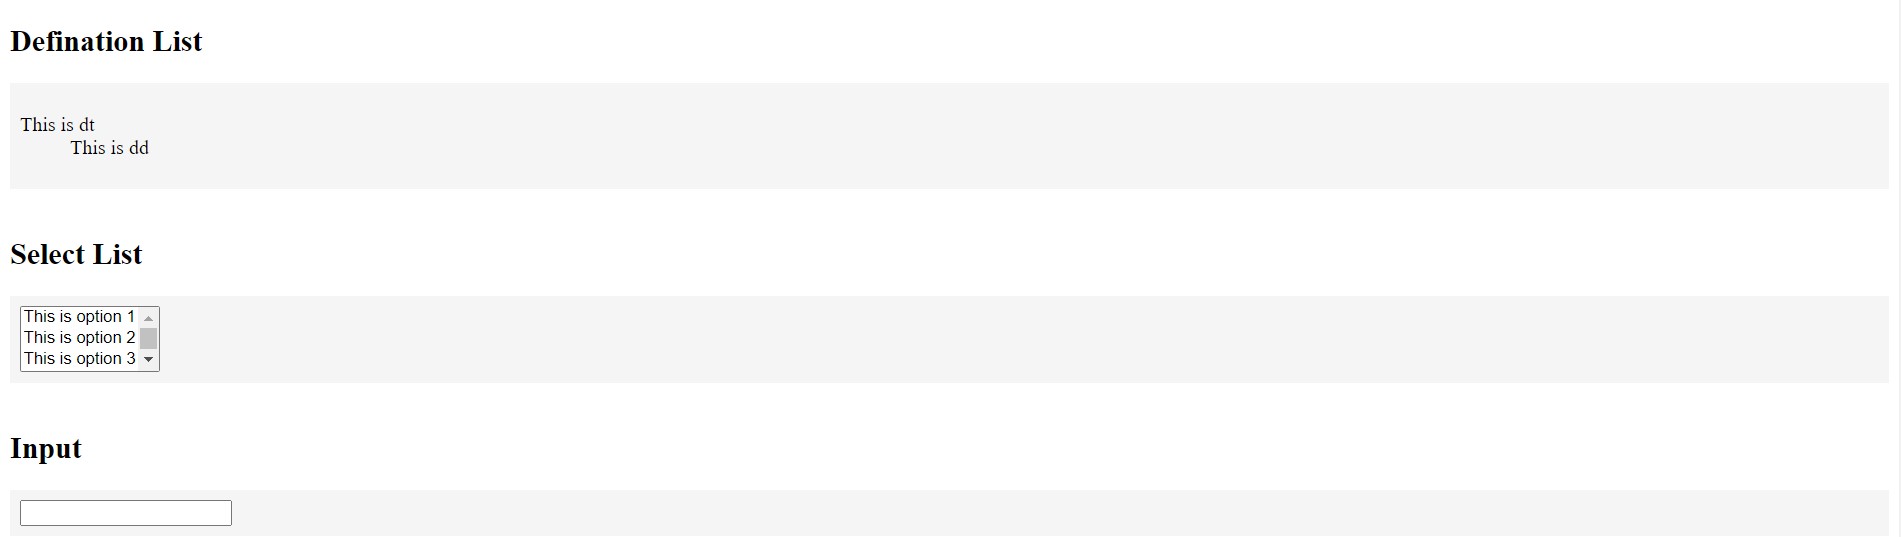 Defination List
This is dt
This is dd
Select List
This is option 1
This is option 2
This is option 3
Input